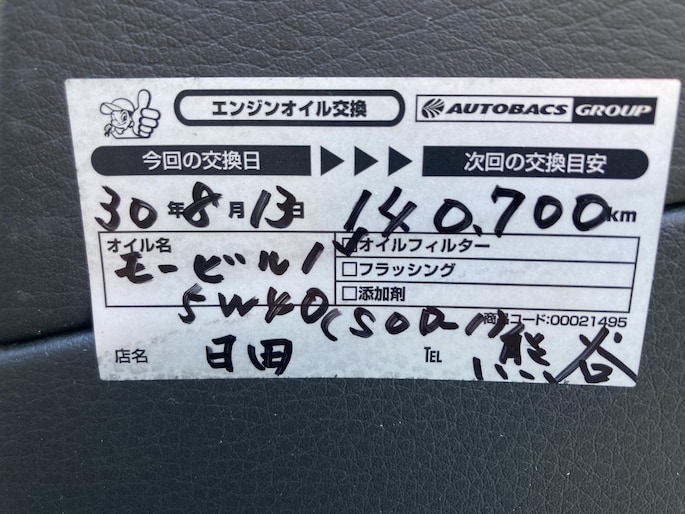 エンジンオイル交換 AUTOBACS GROUP
今回の交換日 次回の交換目安
30年8月13日 140,700km
オイル名 ☑オイルフィルター
モービル1 □フラッシング
5W40 □添加剤
商品コード:00021495
店名 日田 TEL 熊谷